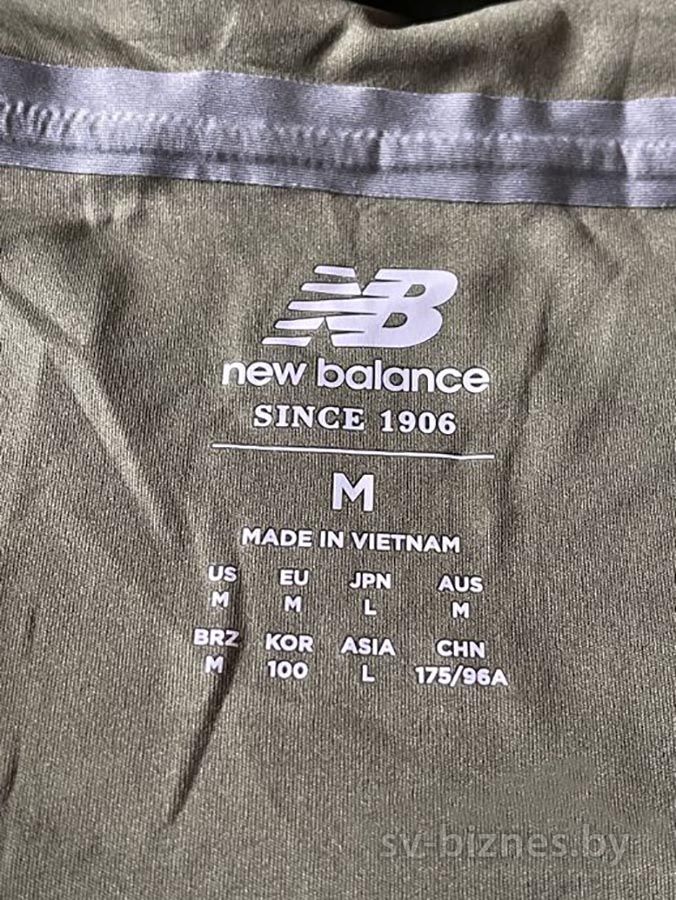 NB
new balance
SINCE 1906
M
MADE IN VIETNAM
US EU JPN AUS
M M L M
BRZ KOR ASIA CHN
M 100 L 175/96A
sv-biznes.by